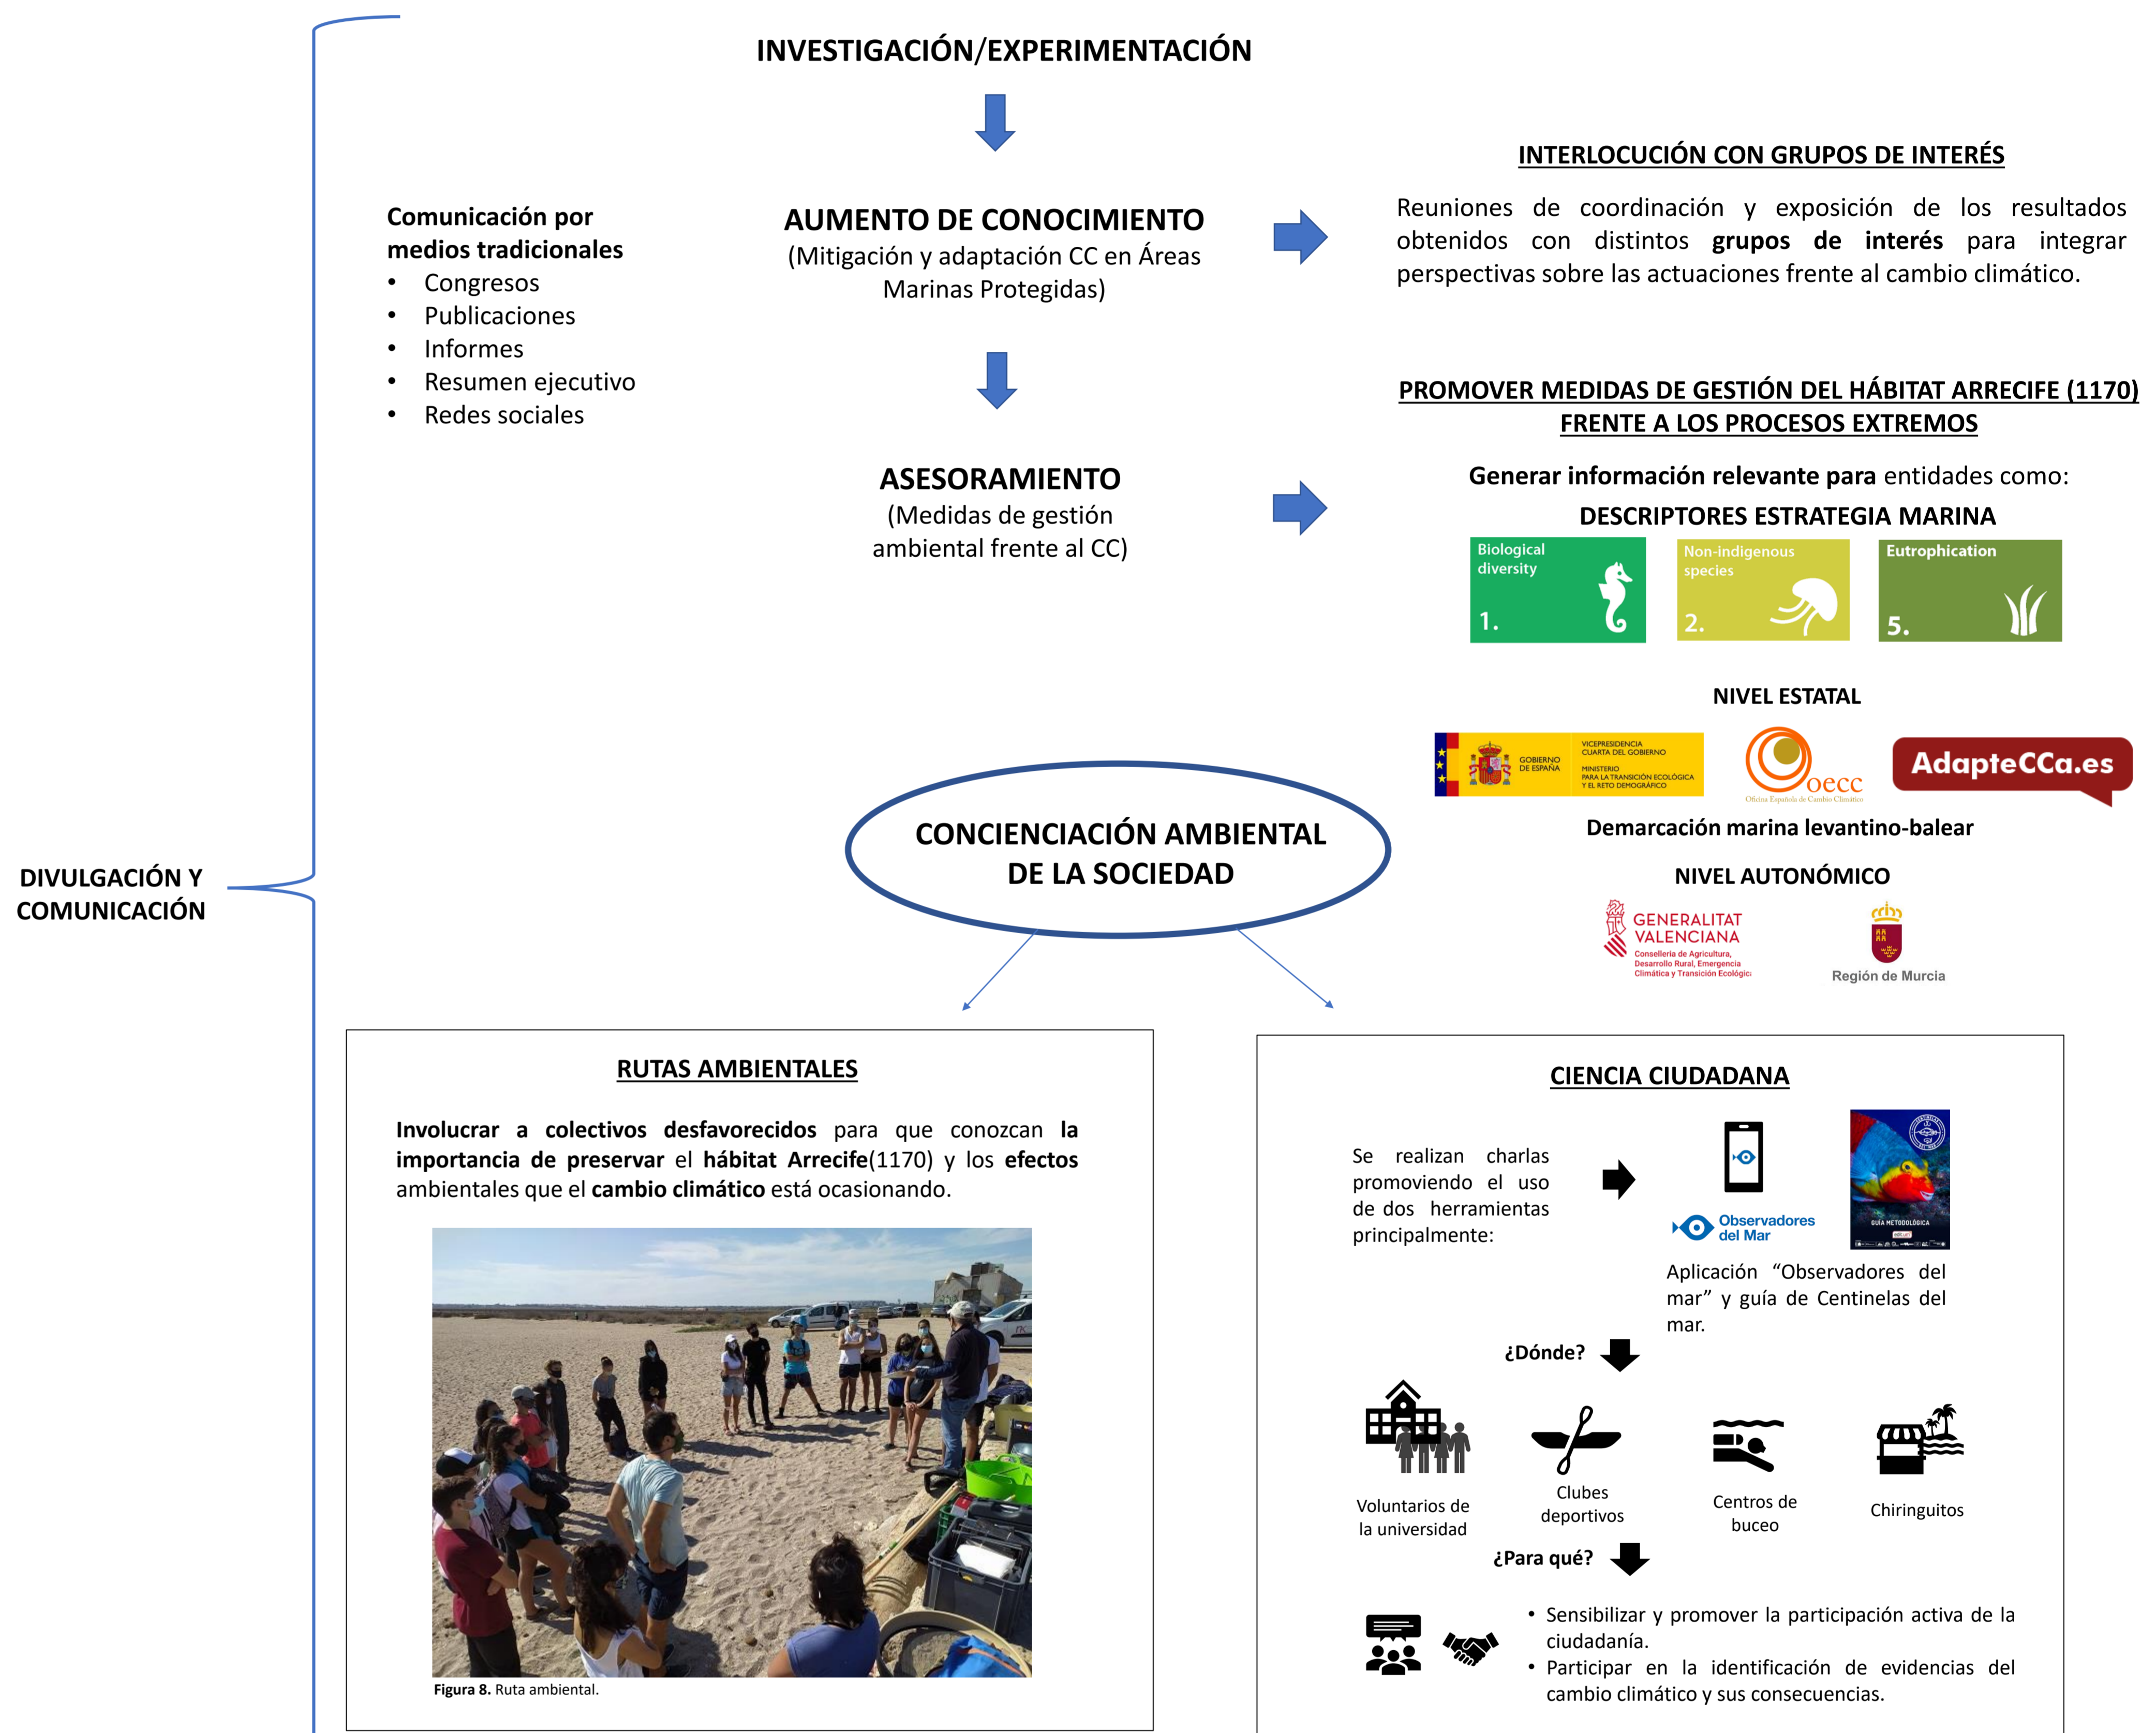 INVESTIGACIÓN/EXPERIMENTACIÓN
Comunicación por
medios tradicionales
• Congresos
• Publicaciones
• Informes
• Resumen ejecutivo
• Redes sociales
AUMENTO DE CONOCIMIENTO
(Mitigación y adaptación CC en Áreas
Marinas Protegidas)
INTERLOCUCIÓN CON GRUPOS DE INTERÉS
Reuniones de coordinación y exposición de los resultados
obtenidos con distintos grupos de interés para integrar
perspectivas sobre las actuaciones frente al cambio climático.
ASESORAMIENTO
(Medidas de gestión
ambiental frente al CC)
PROMOVER MEDIDAS DE GESTIÓN DEL HÁBITAT ARRECIFE (1170)
FRENTE A LOS PROCESOS EXTREMOS
Generar información relevante para entidades como:
DESCRIPTORES ESTRATEGIA MARINA
Biological
diversity
1.
Non-indigenous
species
2.
Eutrophication
5.
NIVEL ESTATAL
GOBIERNO
DE ESPAÑA
VICEPRESIDENCIA
CUARTA DEL GOBIERNO
MINISTERIO
PARA LA TRANSICIÓN ECOLÓGICA
Y EL RETO DEMOGRÁFICO
oecc
Oficina Española de Cambio Climático
AdapteCCa.es
Demarcación marina levantino-balear
NIVEL AUTONÓMICO
GENERALITAT
VALENCIANA
Conselleria de Agricultura,
Desarrollo Rural, Emergencia
Climática y Transición Ecológic
Región de Murcia
DIVULGACIÓN Y
COMUNICACIÓN
CONCIENCIACIÓN AMBIENTAL
DE LA SOCIEDAD
RUTAS AMBIENTALES
Involucrar a colectivos desfavorecidos para que conozcan la
importancia de preservar el hábitat Arrecife(1170) y los efectos
ambientales que el cambio climático está ocasionando.
Figura 8. Ruta ambiental.
CIENCIA CIUDADANA
Se realizan charlas
promoviendo el uso
de dos herramientas
principalmente:
Observadores
del Mar
GUÍA METODOLÓGICA
Aplicación “Observadores del
mar” y guía de Centinelas del
mar.
¿Dónde?
Voluntarios de
la universidad
Clubes
deportivos
Centros de
buceo
Chiringuitos
¿Para qué?
• Sensibilizar y promover la participación activa de la
ciudadanía.
• Participar en la identificación de evidencias del
cambio climático y sus consecuencias.